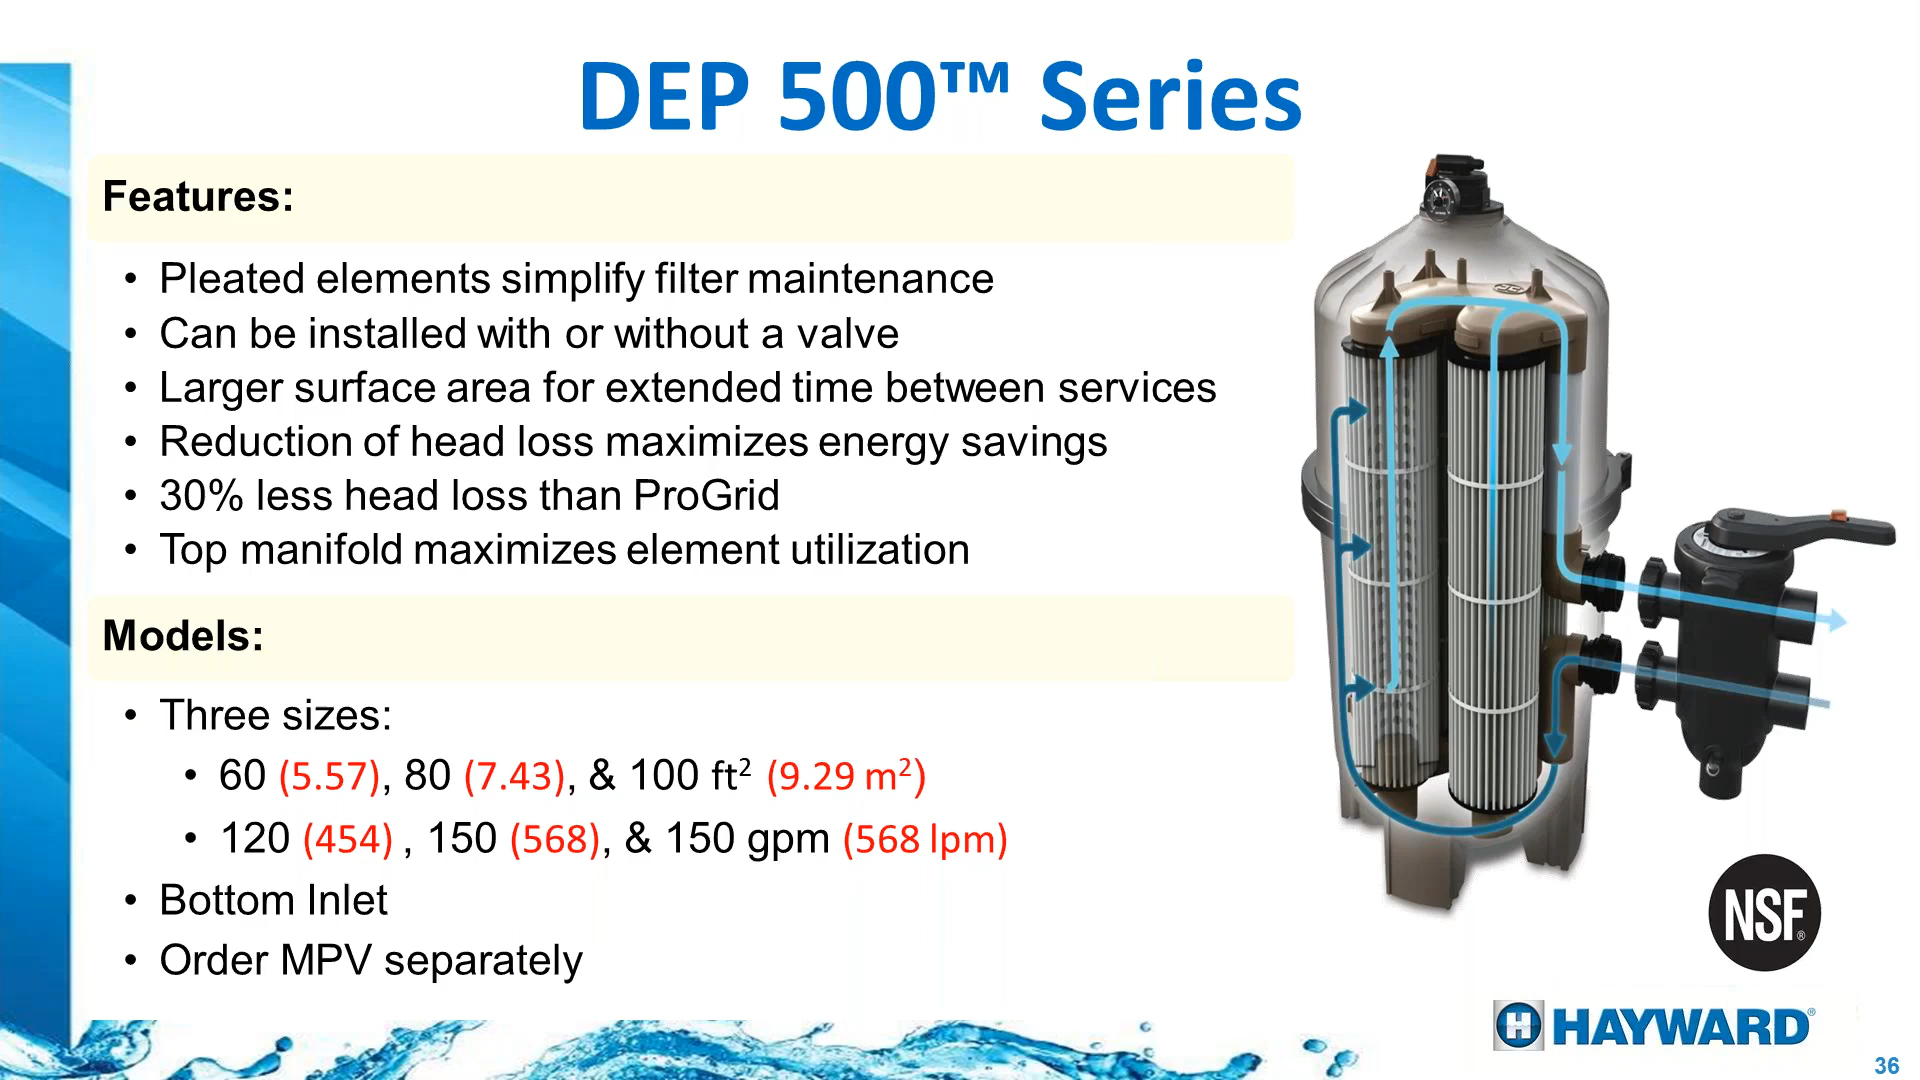 DEP 500™ Series
Features:
• Pleated elements simplify filter maintenance
• Can be installed with or without a valve
• Larger surface area for extended time between services
• Reduction of head loss maximizes energy savings
• 30% less head loss than ProGrid
• Top manifold maximizes element utilization
Models:
• Three sizes:
• 60 (5.57), 80 (7.43), & 100 ft² (9.29 m²)
• 120 (454) , 150 (568), & 150 gpm (568 lpm)
• Bottom Inlet
• Order MPV separately
NSF®
HAYWARD®
36